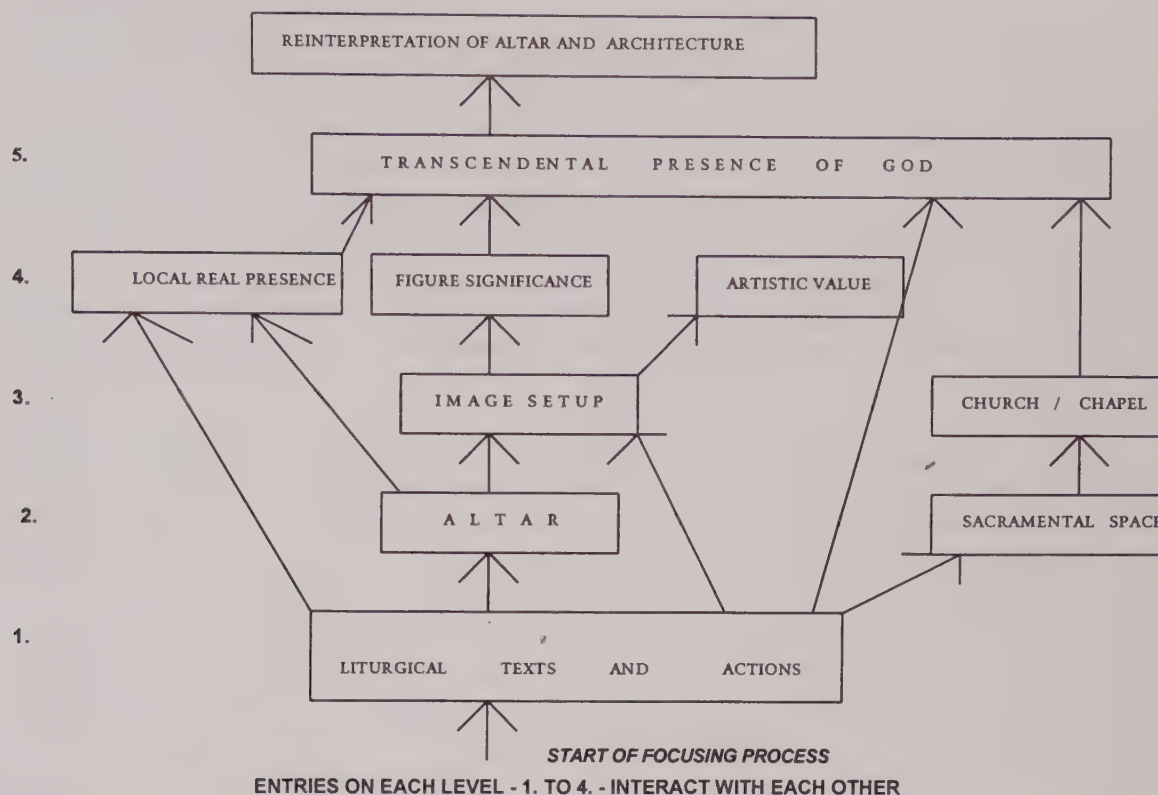 REINTERPRETATION OF ALTAR AND ARCHITECTURE
5.
TRANSCENDENTAL PRESENCE OF GOD
4.
LOCAL REAL PRESENCE
FIGURE SIGNIFICANCE
ARTISTIC VALUE
3.
IMAGE SETUP
CHURCH / CHAPEL
2.
ALTAR
SACRAMENTAL SPACE
1.
LITURGICAL TEXTS AND ACTIONS
START OF FOCUSING PROCESS
ENTRIES ON EACH LEVEL - 1. TO 4. - INTERACT WITH EACH OTHER